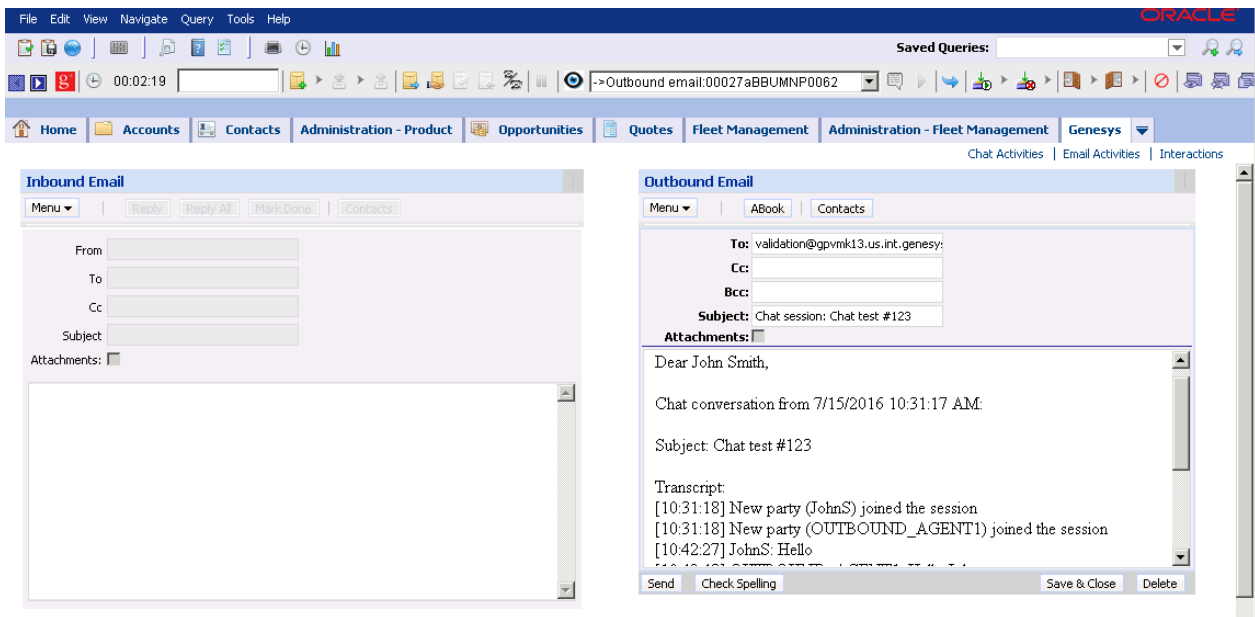 File Edit View Navigate Query Tools Help
ORACLE
Saved Queries:
00:02:19
->Outbound email:00027aBBUMNP0062
Home Accounts Contacts Administration - Product Opportunities Quotes Fleet Management Administration - Fleet Management Genesys
Chat Activities | Email Activities | Interactions
Inbound Email
Menu | Reply Reply All Mark Done | Contacts
From
To
Cc
Subject
Attachments:
Outbound Email
Menu | ABook | Contacts
To: validation@gpvmk13.us.int.genesy
Cc:
Bcc:
Subject: Chat session: Chat test #123
Attachments:
Dear John Smith,
Chat conversation from 7/15/2016 10:31:17 AM:
Subject: Chat test #123
Transcript:
[10:31:18] New party (JohnS) joined the session
[10:31:18] New party (OUTBOUND_AGENT1) joined the session
[10:42:27] JohnS: Hello
Send Check Spelling Save & Close Delete